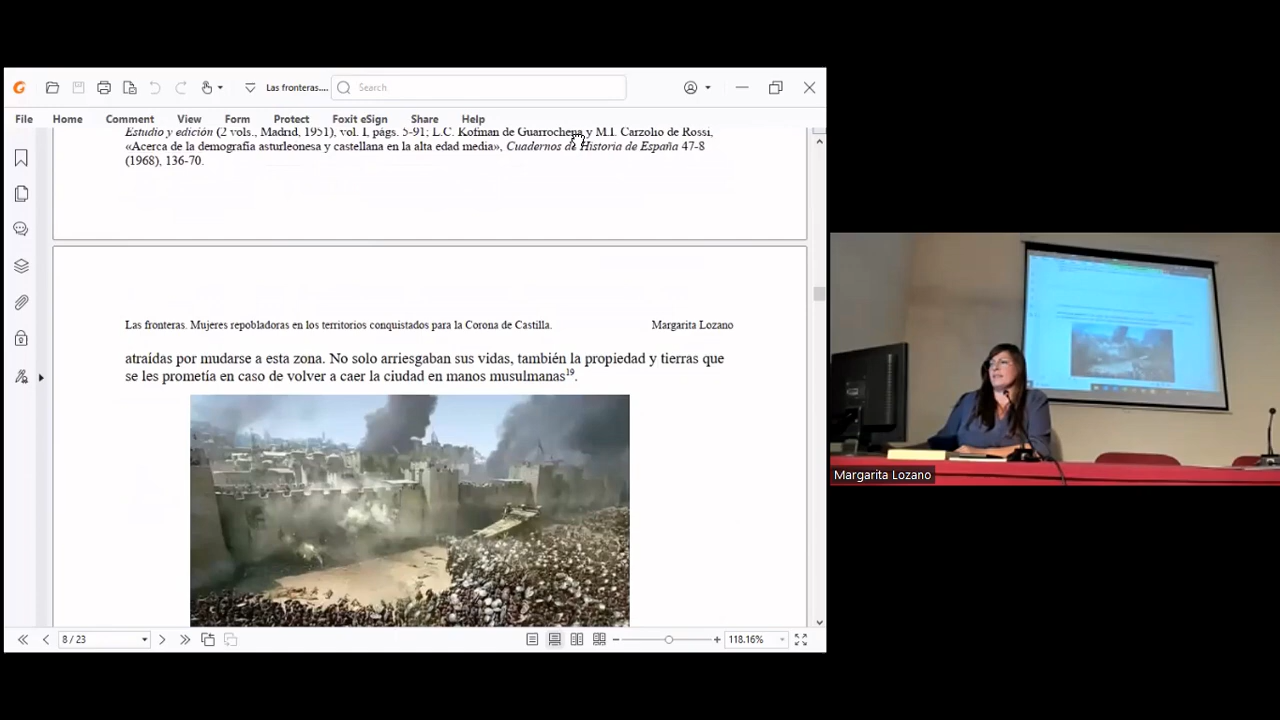 Las fronteras....
Search
File Home Comment View Form Protect Foxit eSign Share Help
Estudio y edición (2 vols., Madrid, 1951), vol. I, págs. 5-91; L.C. Kofman de Guarrochena y M.I. Carzolio de Rossi,
«Acerca de la demografía asturleonesa y castellana en la alta edad media», Cuadernos de Historia de España 47-8
(1968), 136-70.
Las fronteras. Mujeres repobladoras en los territorios conquistados para la Corona de Castilla. Margarita Lozano
atraídas por mudarse a esta zona. No solo arriesgaban sus vidas, también la propiedad y tierras que
se les prometía en caso de volver a caer la ciudad en manos musulmanas19.
8 / 23
118.16%
Margarita Lozano